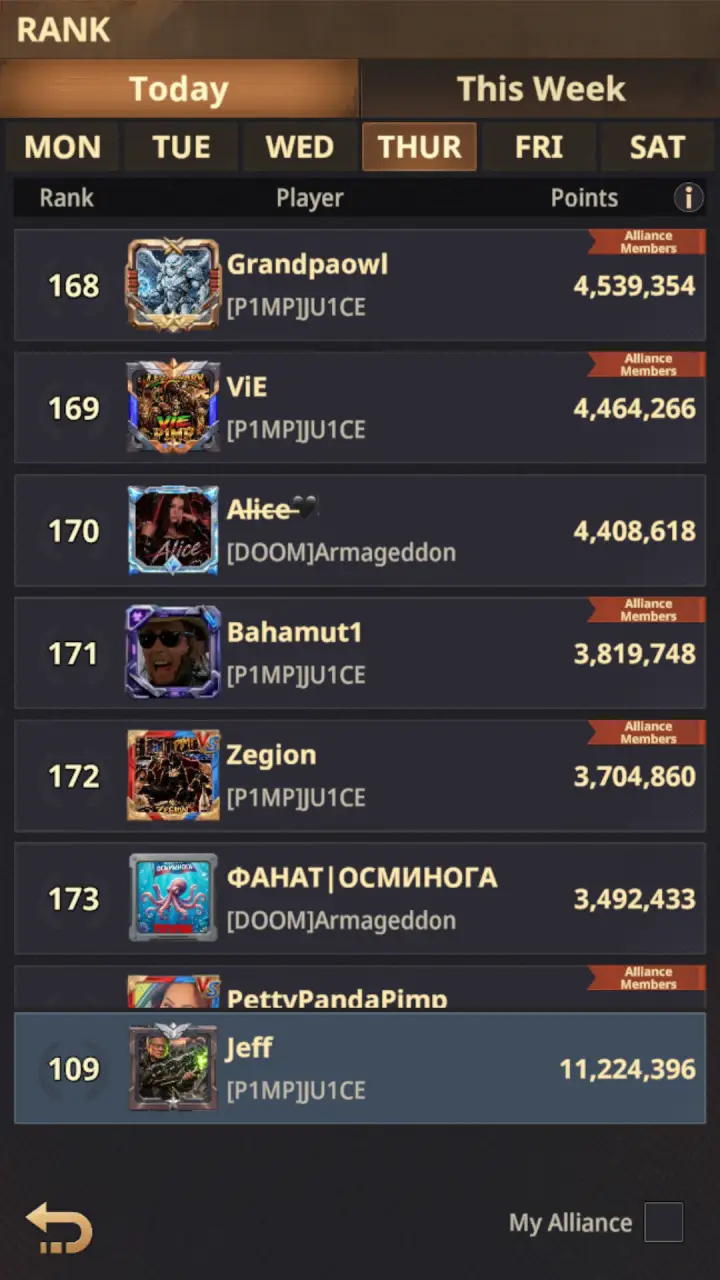 RANK
Today
This Week
MON
TUE
WED
THUR
FRI
SAT
Rank
Player
Points
i
Alliance
Members
168
Grandpaowl
[P1MP]JU1CE
4,539,354
Alliance
Members
169
ViE
[P1MP]JU1CE
4,464,266
170
Alice
Alice🖤
[DOOM]Armageddon
4,408,618
Alliance
Members
171
Bahamut1
[P1MP]JU1CE
3,819,748
Alliance
Members
172
VS
ZEGION
Zegion
[P1MP]JU1CE
3,704,860
173
ФАНАТ|ОСМИНОГА
[DOOM]Armageddon
3,492,433
Alliance
Members
VS
PettyPandaPimp
109
Jeff
[P1MP]JU1CE
11,224,396
My Alliance